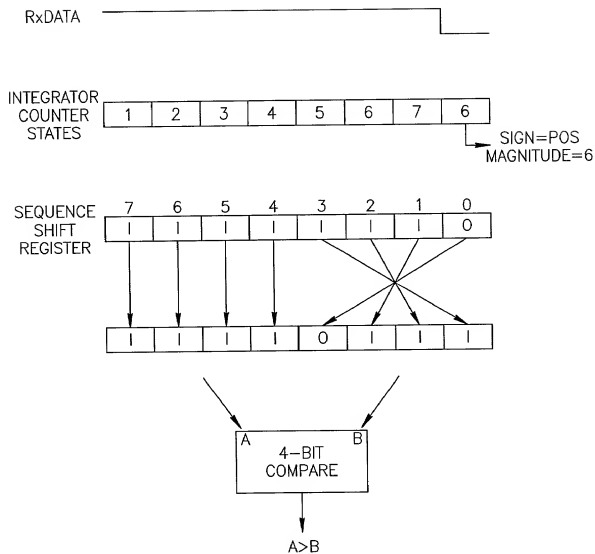 RxDATA
INTEGRATOR
COUNTER
STATES
1 2 3 4 5 6 7 6
SIGN=POS
MAGNITUDE=6
7 6 5 4 3 2 1 0
SEQUENCE
SHIFT
REGISTER
1 1 1 1 1 1 1 0
1 1 1 1 0 1 1 1
A B
4-BIT
COMPARE
A>B